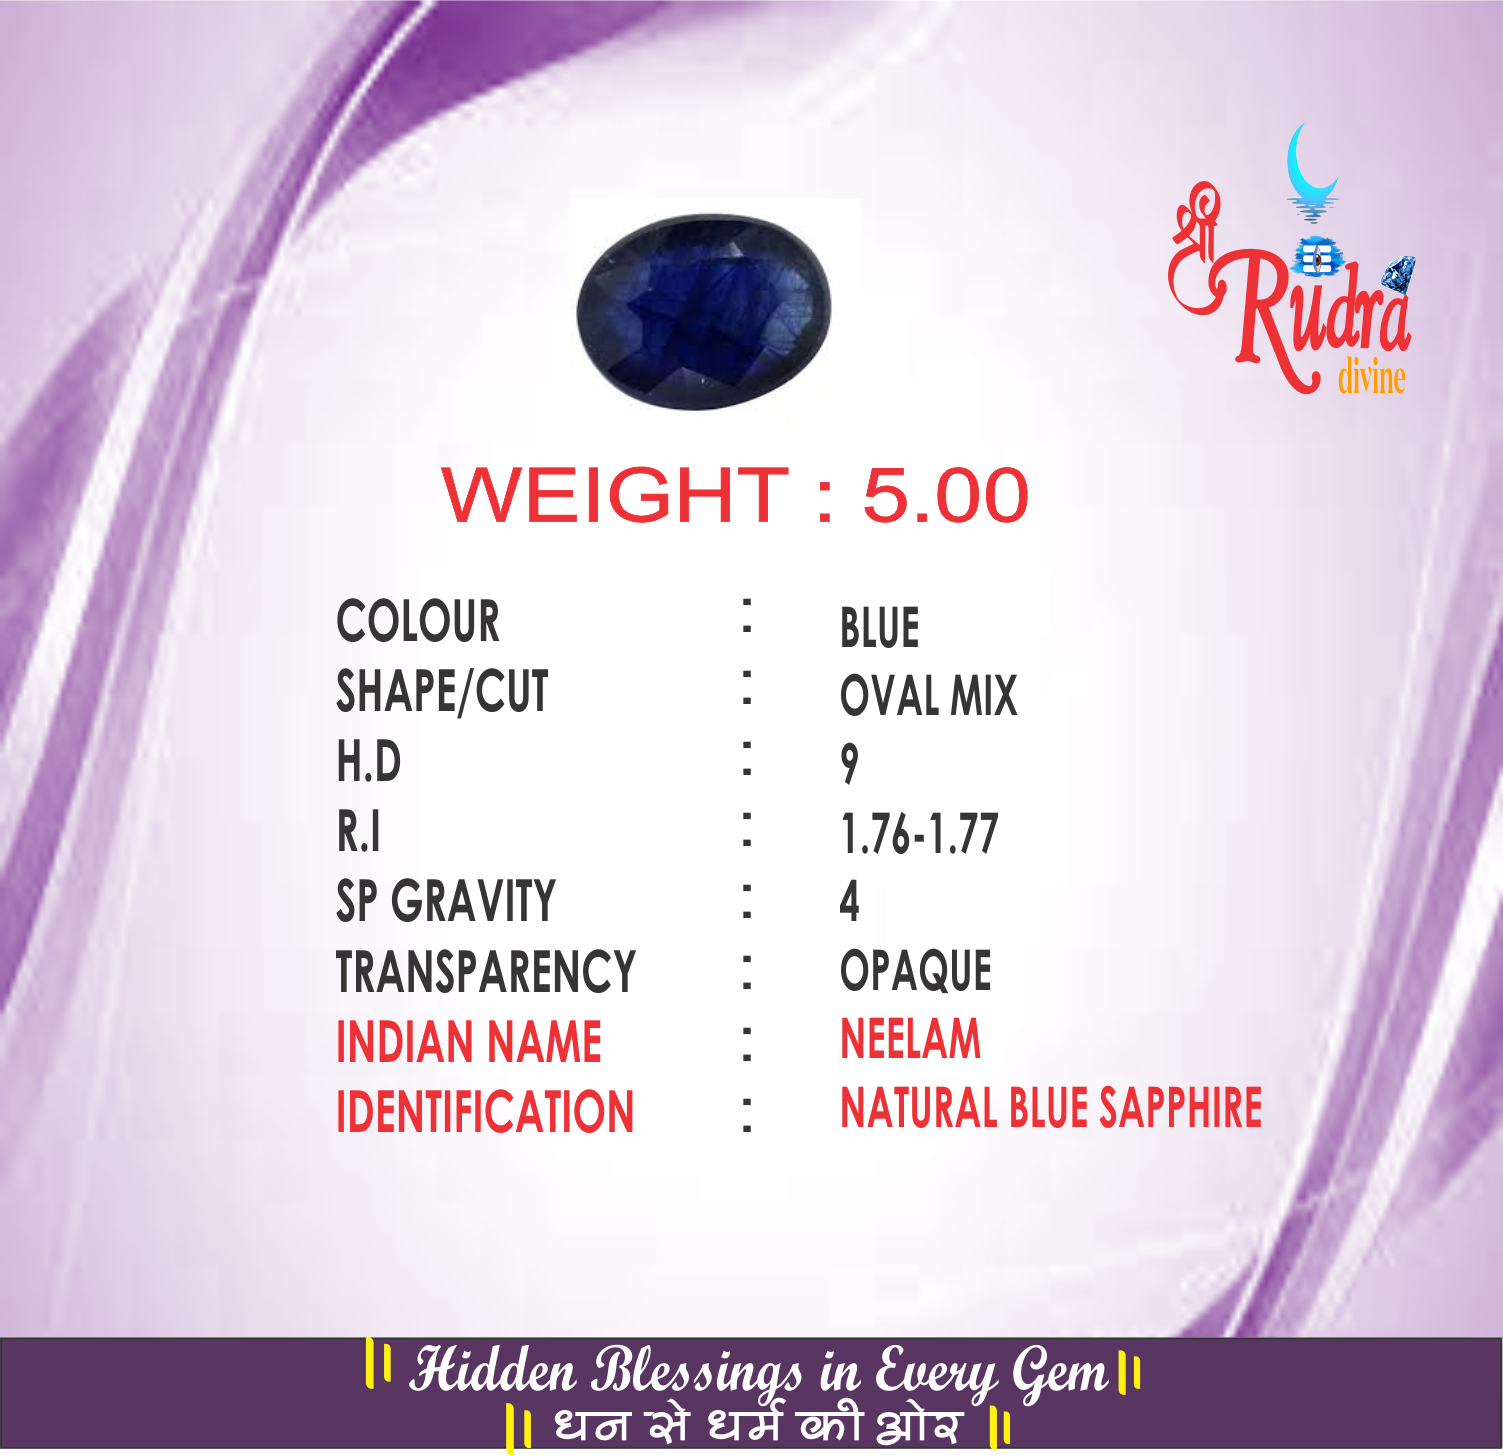 श्री
Rudra
divine
WEIGHT : 5.00
COLOUR : BLUE
SHAPE/CUT : OVAL MIX
H.D : 9
R.I : 1.76-1.77
SP GRAVITY : 4
TRANSPARENCY : OPAQUE
INDIAN NAME : NEELAM
IDENTIFICATION : NATURAL BLUE SAPPHIRE
॥ Hidden Blessings in Every Gem ॥
॥ धन से धर्म की ओर ॥